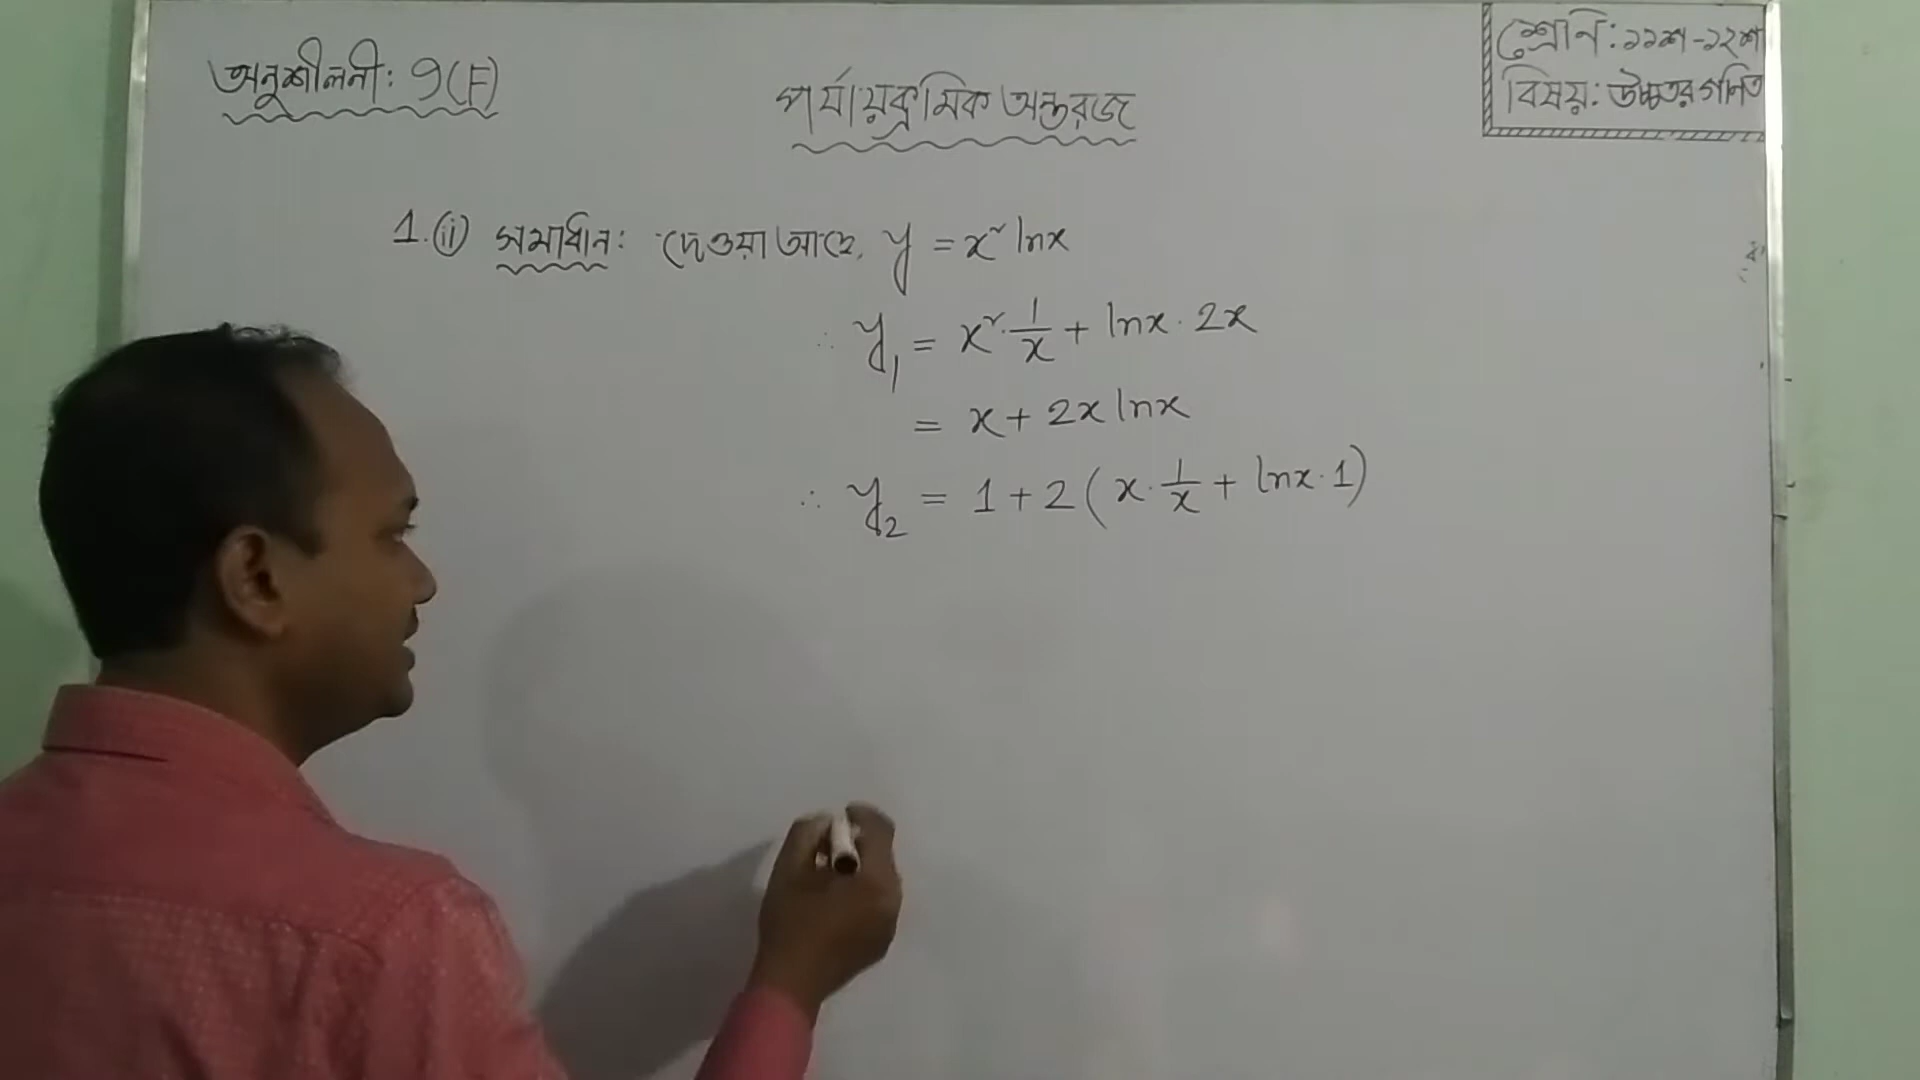 অনুশীলনী: 9(F)
পর্যায়ক্রমিক অন্তরজ
শ্রেনি: ১১শ-১২শ
বিষয়: উচ্চতর গনিত
1.(ii) সমাধান: দেওয়া আছে, y = x² lnx
∴ y₁ = x²·1/x + lnx·2x
= x + 2x lnx
∴ y₂ = 1 + 2(x·1/x + lnx·1)